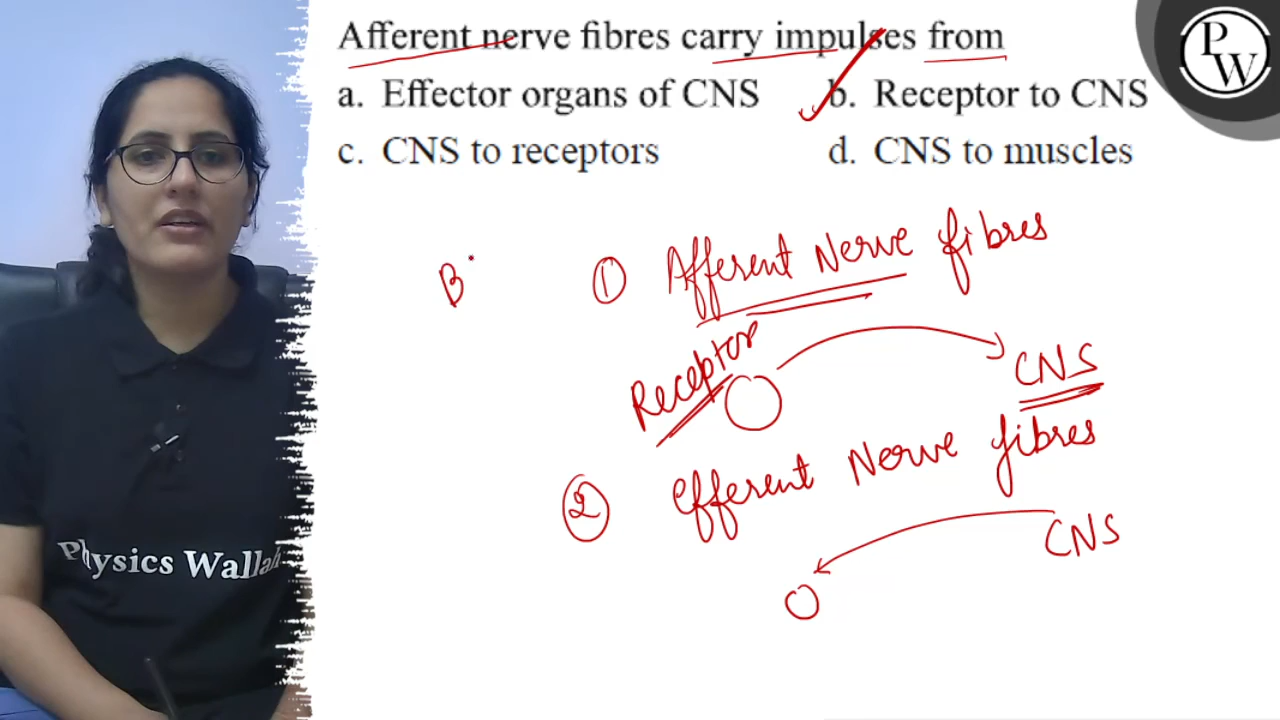 Afferent nerve fibres carry impulses from
a. Effector organs of CNS b. Receptor to CNS
c. CNS to receptors d. CNS to muscles
PW
B
① Afferent Nerve fibres
Receptor
CNS
② Efferent Nerve fibres
CNS
Physics Wallah